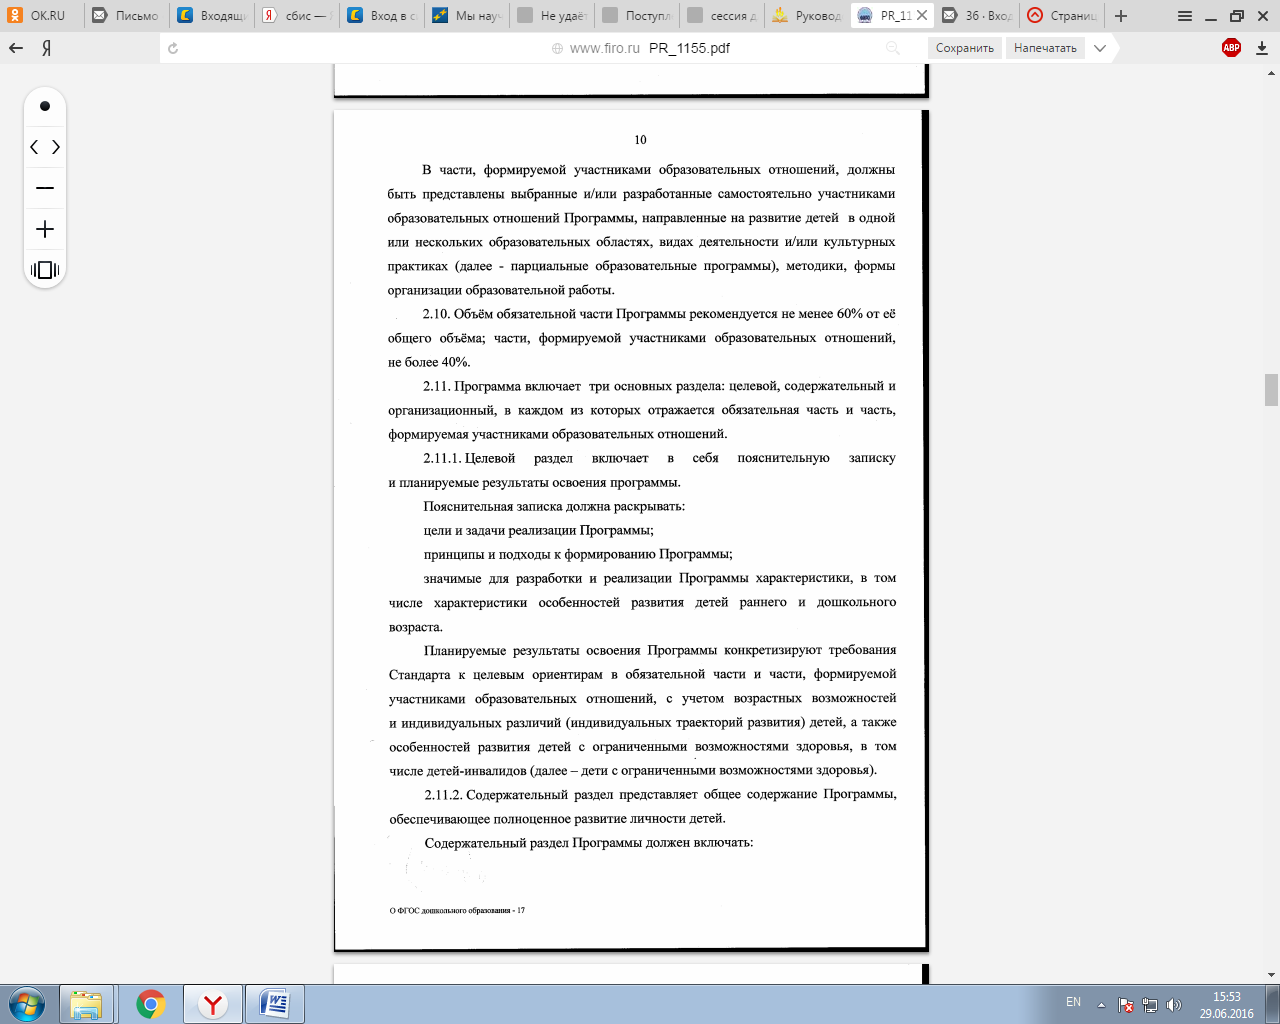 OK.RU
Письмо
Входящи
сбис — Я
Вход в си
Мы науч
Не удаёт
Поступл
сессия д
Руковод
PR_11
36 · Вход
Страниц
www.firo.ru PR_1155.pdf
Сохранить
Напечатать
ABP
10
В части, формируемой участниками образовательных отношений, должны
быть представлены выбранные и/или разработанные самостоятельно участниками
образовательных отношений Программы, направленные на развитие детей в одной
или нескольких образовательных областях, видах деятельности и/или культурных
практиках (далее - парциальные образовательные программы), методики, формы
организации образовательной работы.
2.10. Объём обязательной части Программы рекомендуется не менее 60% от её
общего объёма; части, формируемой участниками образовательных отношений,
не более 40%.
2.11. Программа включает три основных раздела: целевой, содержательный и
организационный, в каждом из которых отражается обязательная часть и часть,
формируемая участниками образовательных отношений.
2.11.1. Целевой раздел включает в себя пояснительную записку
и планируемые результаты освоения программы.
Пояснительная записка должна раскрывать:
цели и задачи реализации Программы;
принципы и подходы к формированию Программы;
значимые для разработки и реализации Программы характеристики, в том
числе характеристики особенностей развития детей раннего и дошкольного
возраста.
Планируемые результаты освоения Программы конкретизируют требования
Стандарта к целевым ориентирам в обязательной части и части, формируемой
участниками образовательных отношений, с учетом возрастных возможностей
и индивидуальных различий (индивидуальных траекторий развития) детей, а также
особенностей развития детей с ограниченными возможностями здоровья, в том
числе детей-инвалидов (далее – дети с ограниченными возможностями здоровья).
2.11.2. Содержательный раздел представляет общее содержание Программы,
обеспечивающее полноценное развитие личности детей.
Содержательный раздел Программы должен включать:
О ФГОС дошкольного образования - 17
EN
15:53
29.06.2016